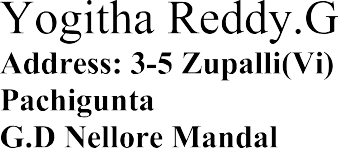 Yogitha Reddy.G
Address: 3-5 Zupalli(Vi)
Pachigunta
G.D Nellore Mandal